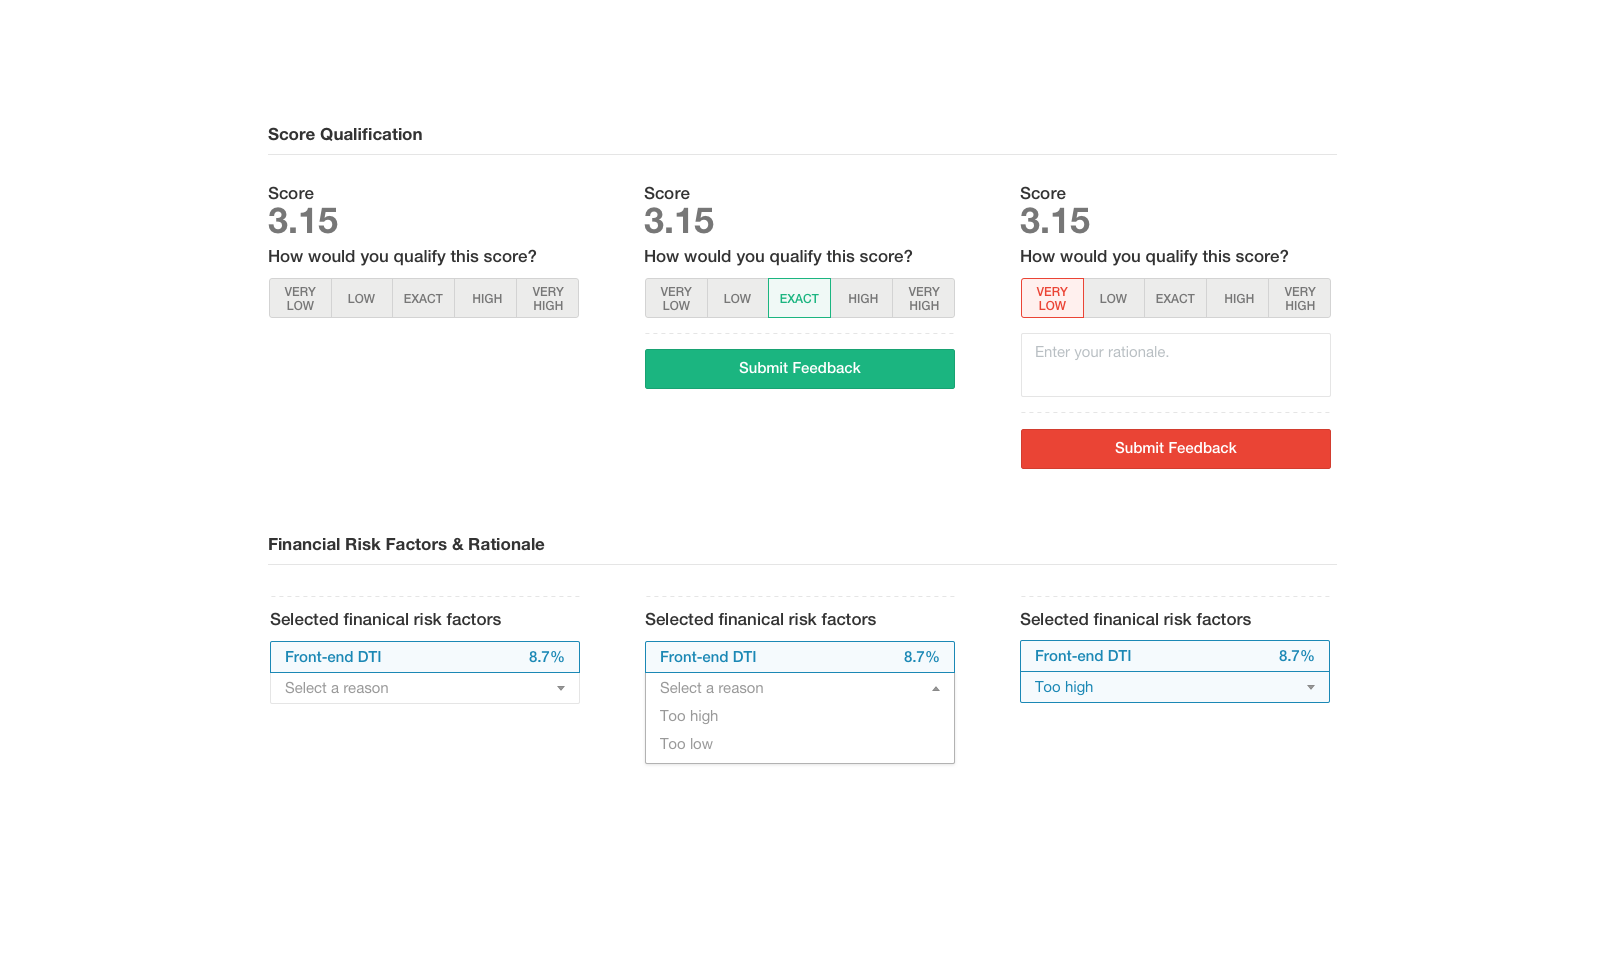 Score Qualification
Score
3.15
How would you qualify this score?
VERY LOW
LOW
EXACT
HIGH
VERY HIGH
Score
3.15
How would you qualify this score?
VERY LOW
LOW
EXACT
HIGH
VERY HIGH
Submit Feedback
Score
3.15
How would you qualify this score?
VERY LOW
LOW
EXACT
HIGH
VERY HIGH
Enter your rationale.
Submit Feedback
Financial Risk Factors & Rationale
Selected finanical risk factors
Front-end DTI 8.7%
Select a reason
Selected finanical risk factors
Front-end DTI 8.7%
Select a reason
Too high
Too low
Selected finanical risk factors
Front-end DTI 8.7%
Too high